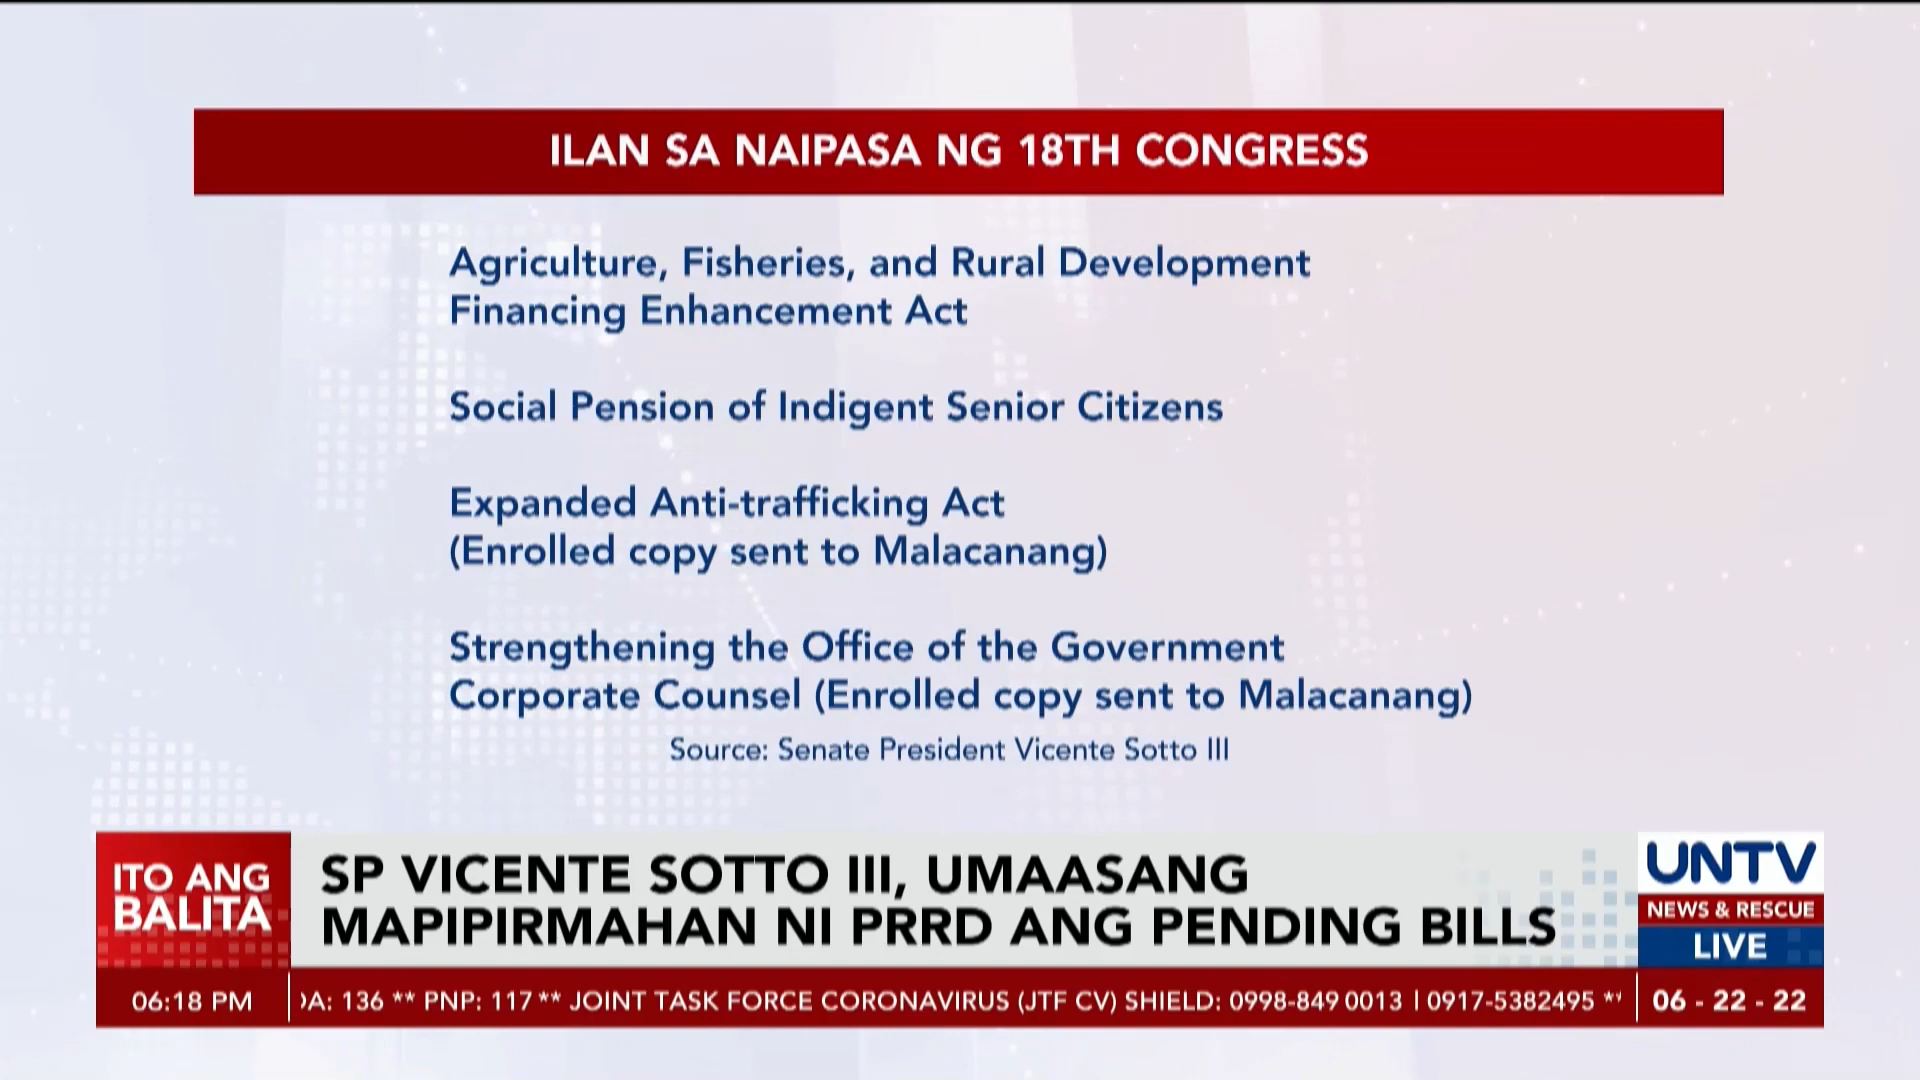 ILAN SA NAIPASA NG 18TH CONGRESS
Agriculture, Fisheries, and Rural Development
Financing Enhancement Act
Social Pension of Indigent Senior Citizens
Expanded Anti-trafficking Act
(Enrolled copy sent to Malacanang)
Strengthening the Office of the Government
Corporate Counsel (Enrolled copy sent to Malacanang)
Source: Senate President Vicente Sotto III
ITO ANG
BALITA
SP VICENTE SOTTO III, UMAASANG
MAPIPIRMAHAN NI PRRD ANG PENDING BILLS
UNTV
NEWS & RESCUE
LIVE
06:18 PM
A: 136 ** PNP: 117 ** JOINT TASK FORCE CORONAVIRUS (JTF CV) SHIELD: 0998-849 0013 | 0917-5382495 **
06 - 22 - 22